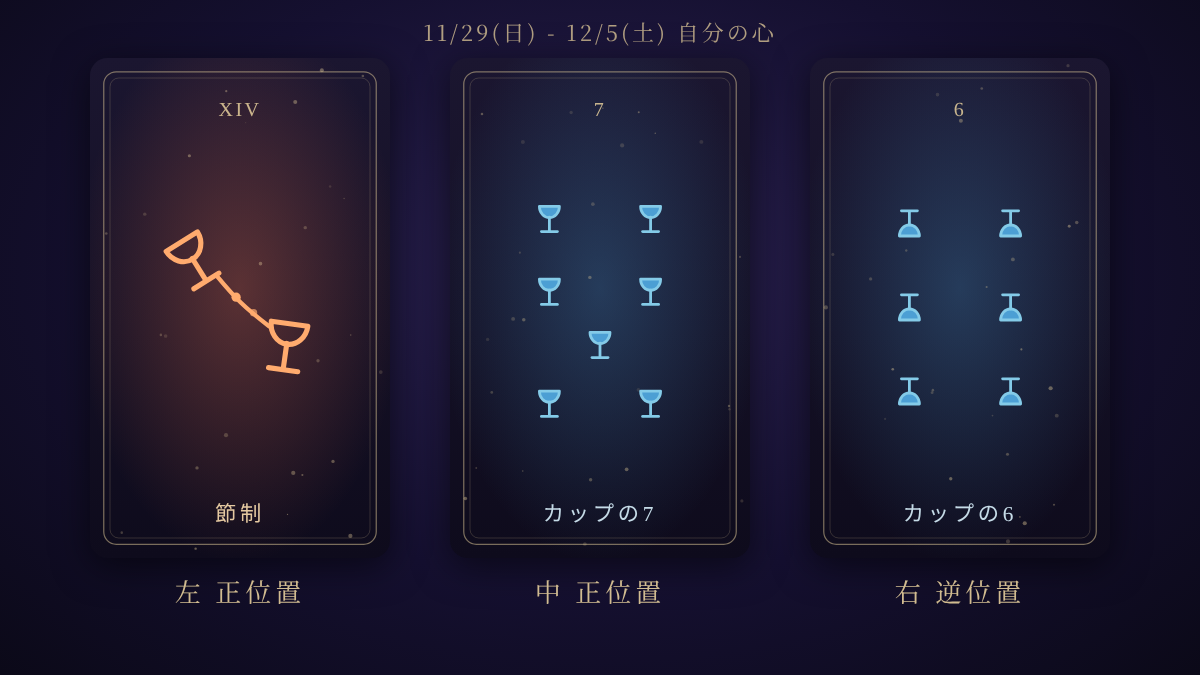 11/29(日) - 12/5(土) 自分の心
XIV
節制
左 正位置
7
カップの7
中 正位置
6
カップの6
右 逆位置